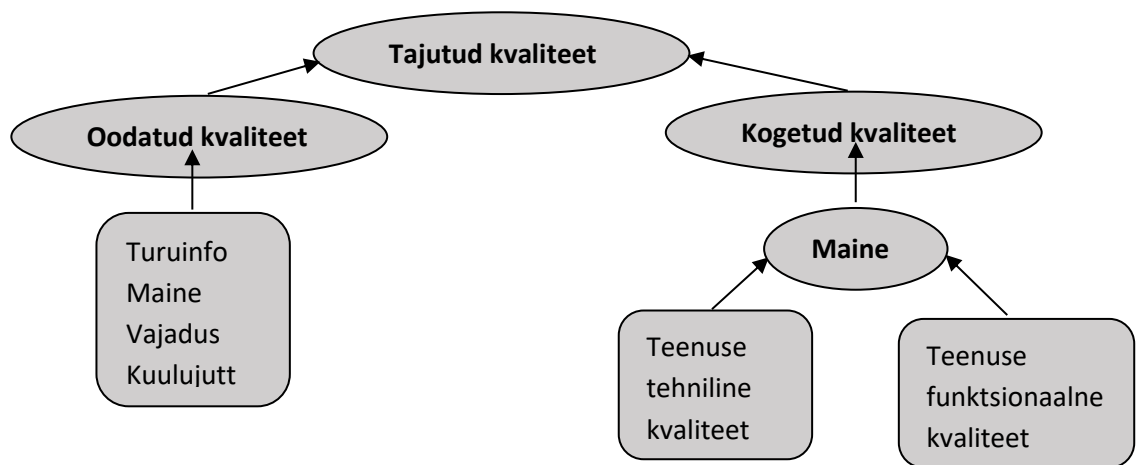 Tajutud kvaliteet
Oodatud kvaliteet
Kogetud kvaliteet
Turuinfo
Maine
Vajadus
Kuulujutt
Maine
Teenuse
tehniline
kvaliteet
Teenuse
funktsionaalne
kvaliteet